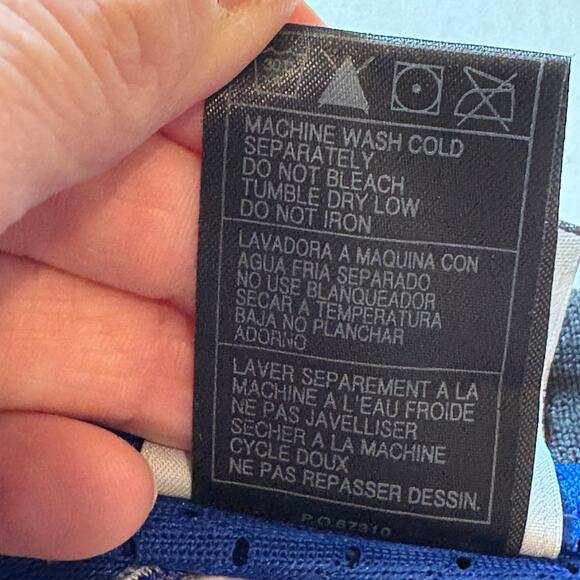 MACHINE WASH COLD
SEPARATELY
DO NOT BLEACH
TUMBLE DRY LOW
DO NOT IRON
LAVADORA A MAQUINA CON
AGUA FRIA SEPARADO
NO USE BLANQUEADOR
SECAR A TEMPERATURA
BAJA NO PLANCHAR
ADORNO
LAVER SEPAREMENT A LA
MACHINE A L'EAU FROIDE
NE PAS JAVELLISER
SECHER A LA MACHINE
CYCLE DOUX
NE PAS REPASSER DESSIN.
P.O.67310